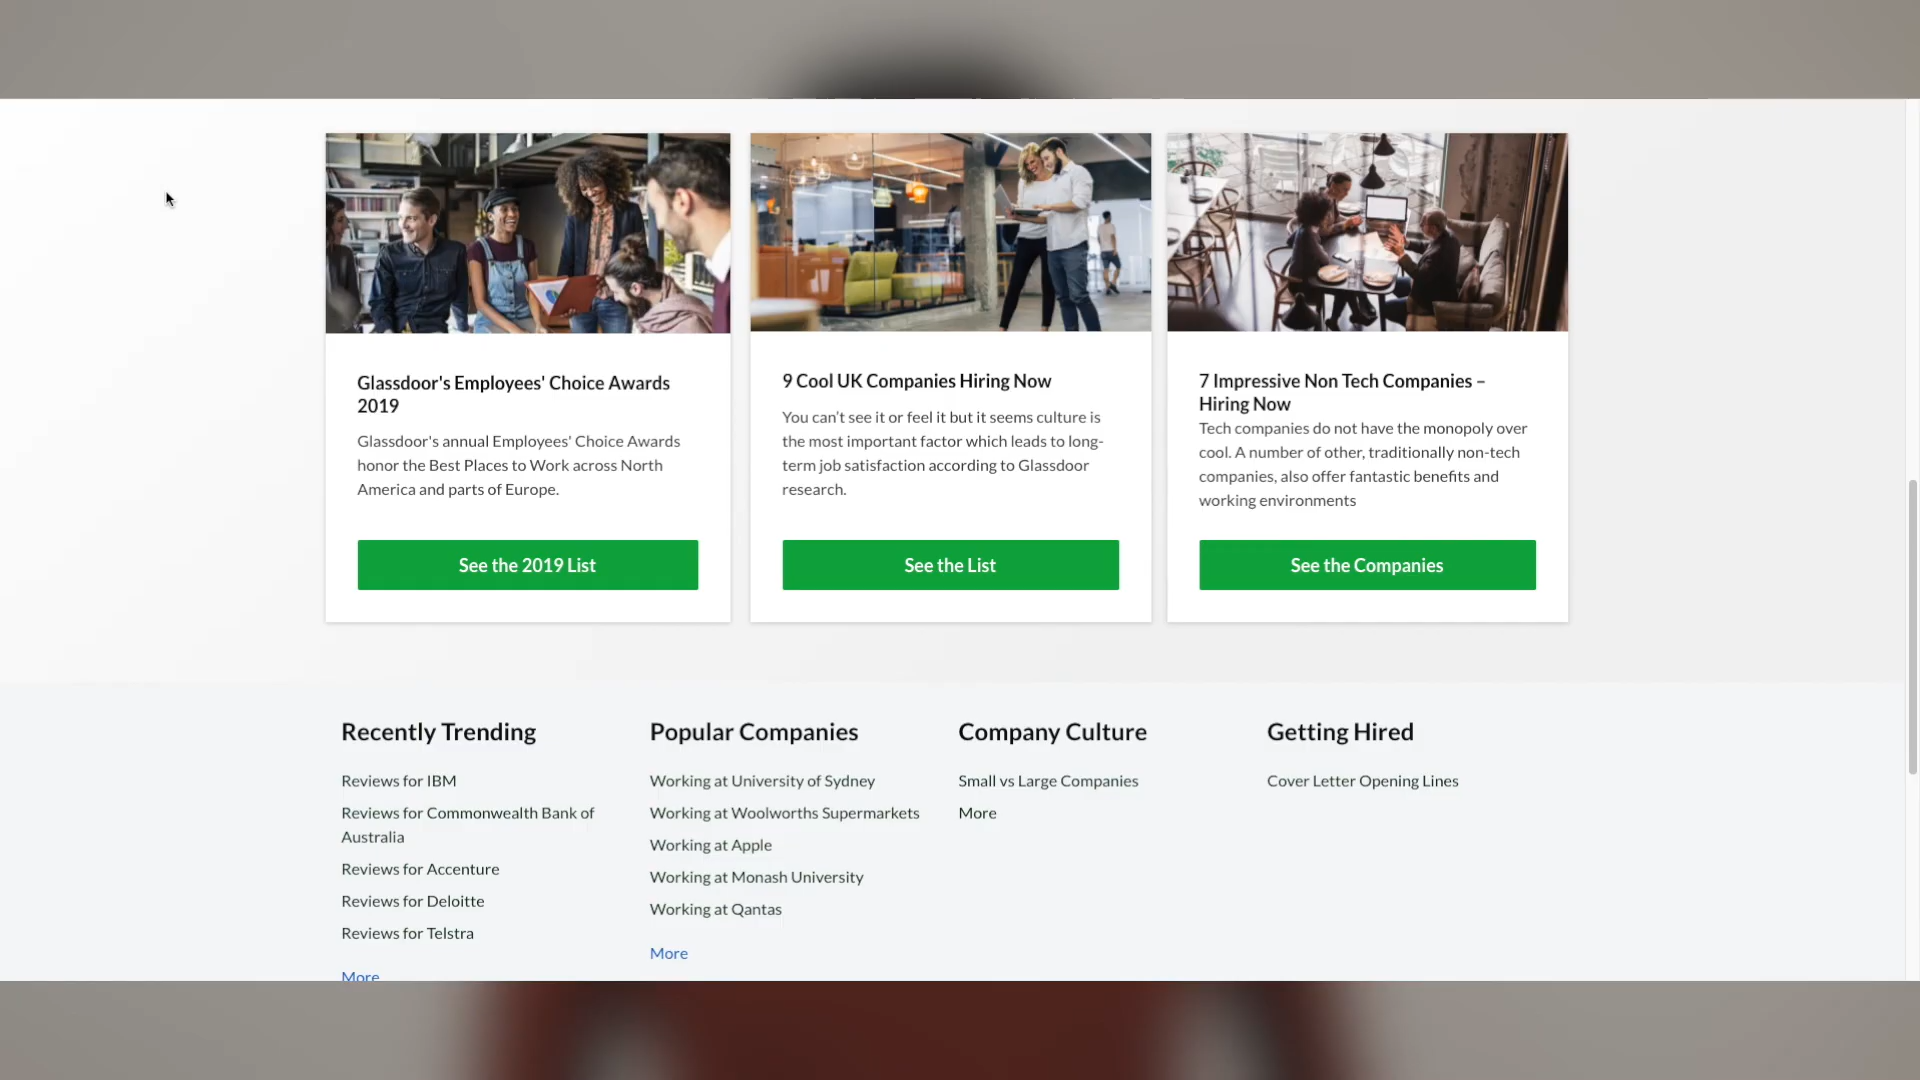 Glassdoor's Employees' Choice Awards
2019
Glassdoor's annual Employees' Choice Awards
honor the Best Places to Work across North
America and parts of Europe.
See the 2019 List
9 Cool UK Companies Hiring Now
You can't see it or feel it but it seems culture is
the most important factor which leads to long-
term job satisfaction according to Glassdoor
research.
See the List
7 Impressive Non Tech Companies –
Hiring Now
Tech companies do not have the monopoly over
cool. A number of other, traditionally non-tech
companies, also offer fantastic benefits and
working environments
See the Companies
Recently Trending
Reviews for IBM
Reviews for Commonwealth Bank of
Australia
Reviews for Accenture
Reviews for Deloitte
Reviews for Telstra
More
Popular Companies
Working at University of Sydney
Working at Woolworths Supermarkets
Working at Apple
Working at Monash University
Working at Qantas
More
Company Culture
Small vs Large Companies
More
Getting Hired
Cover Letter Opening Lines